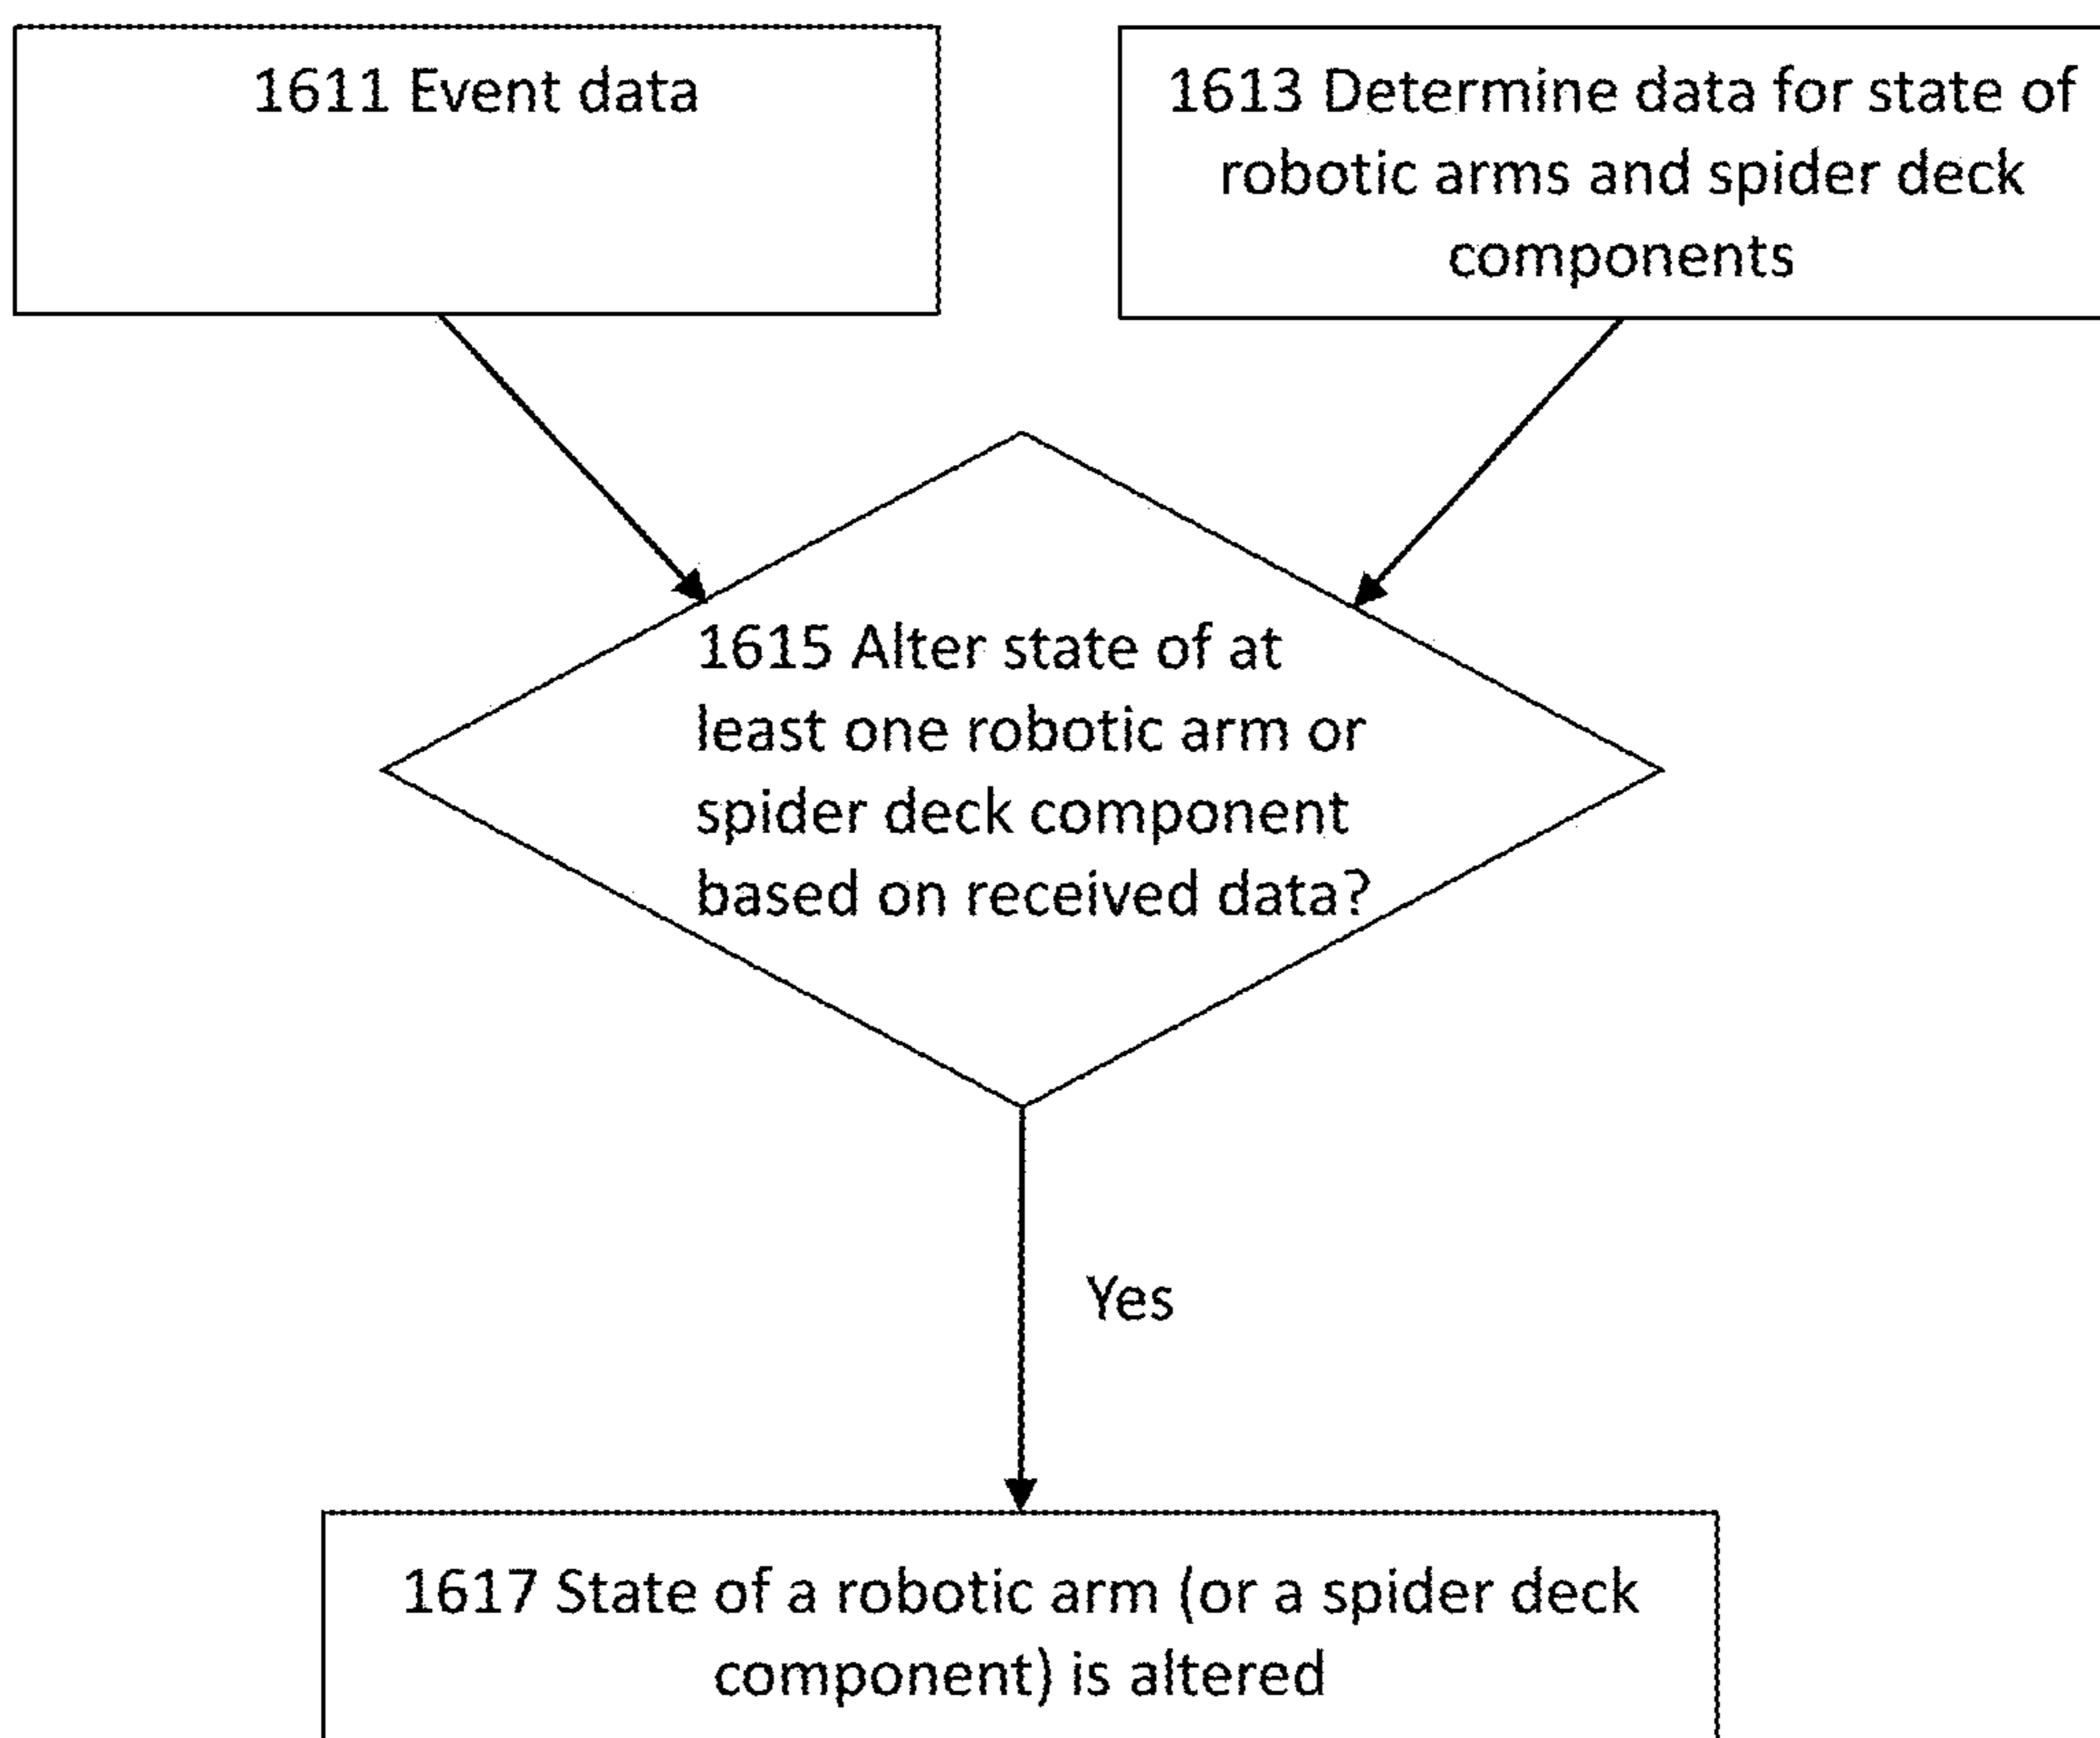 1611 Event data
1613 Determine data for state of
robotic arms and spider deck
components
1615 Alter state of at
least one robotic arm or
spider deck component
based on received data?
Yes
1617 State of a robotic arm (or a spider deck
component) is altered